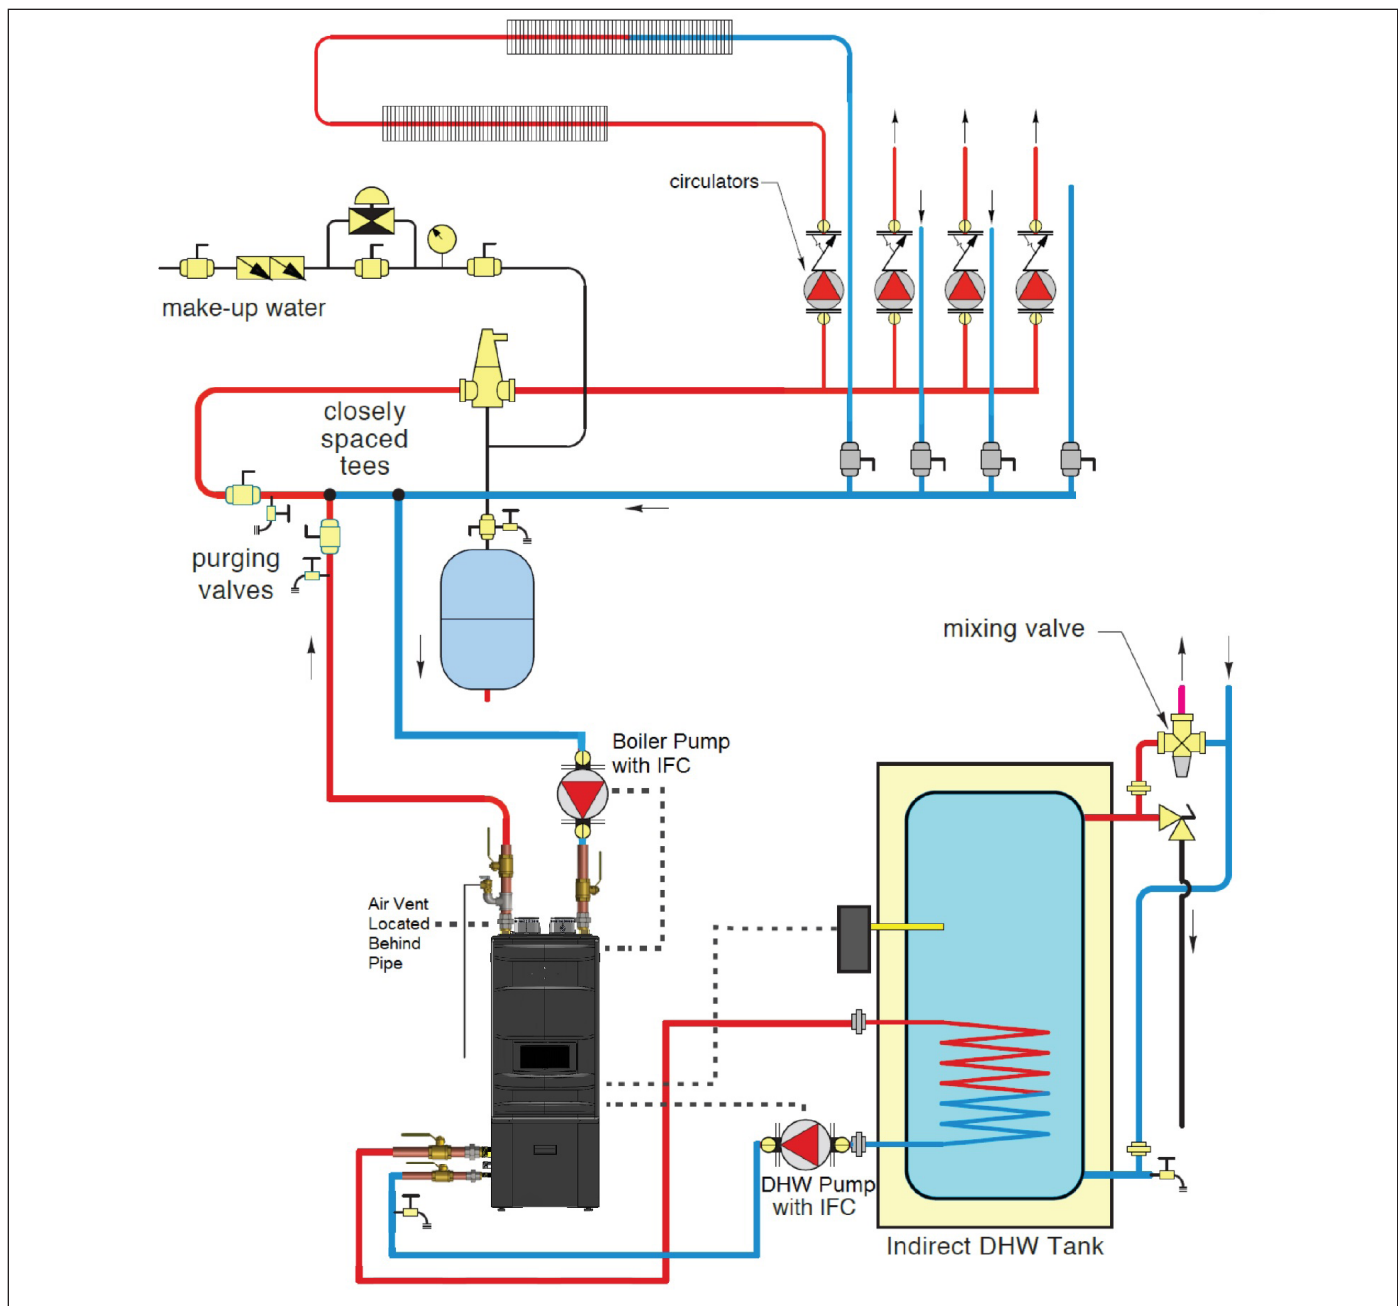 circulators
make-up water
closely
spaced
tees
purging
valves
mixing valve
Boiler Pump
with IFC
Air Vent
Located
Behind
Pipe
DHW Pump
with IFC
Indirect DHW Tank